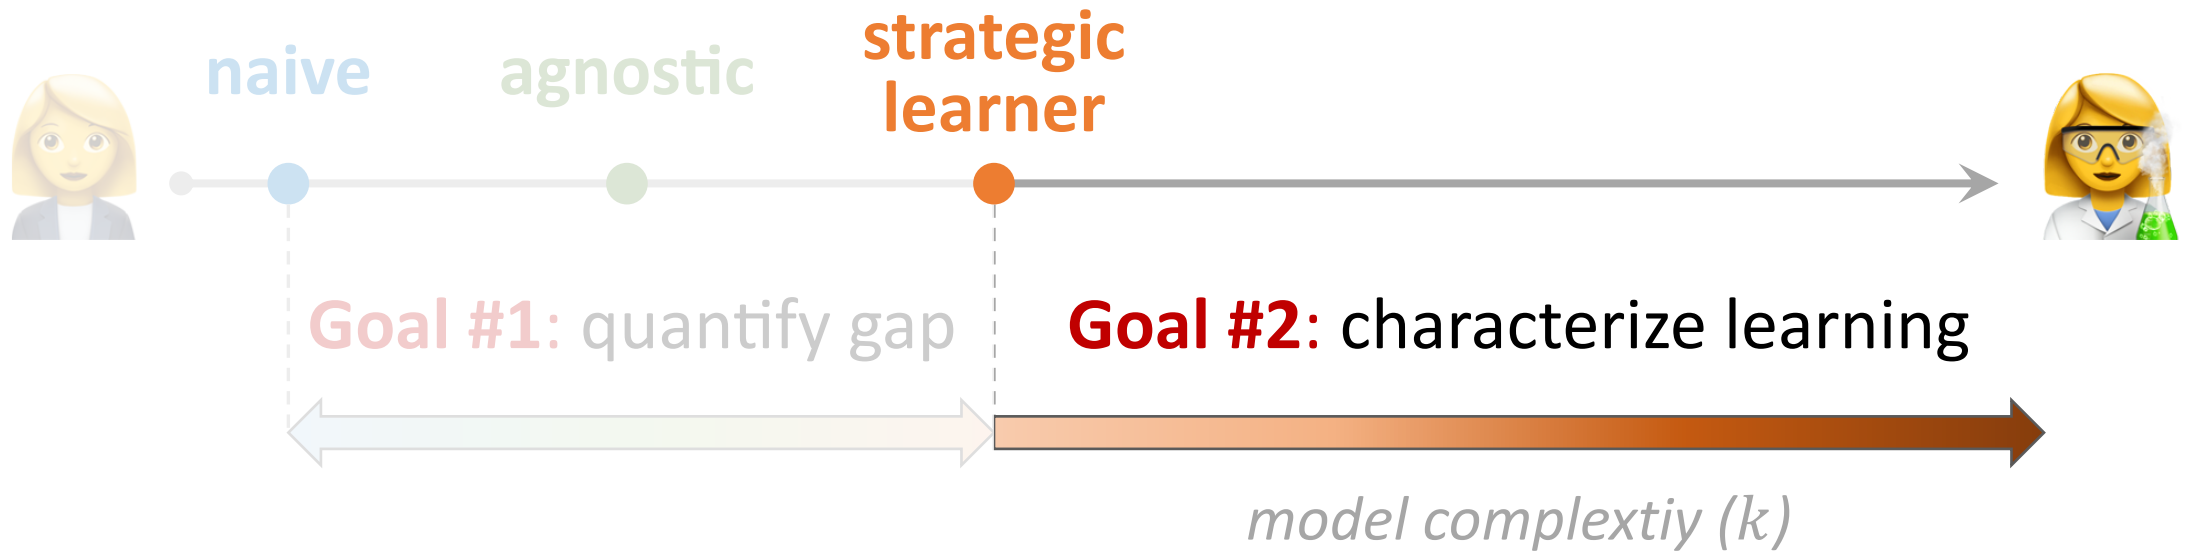 naive
agnostic
strategic
learner
Goal #1: quantify gap
Goal #2: characterize learning
model complextiy (k)